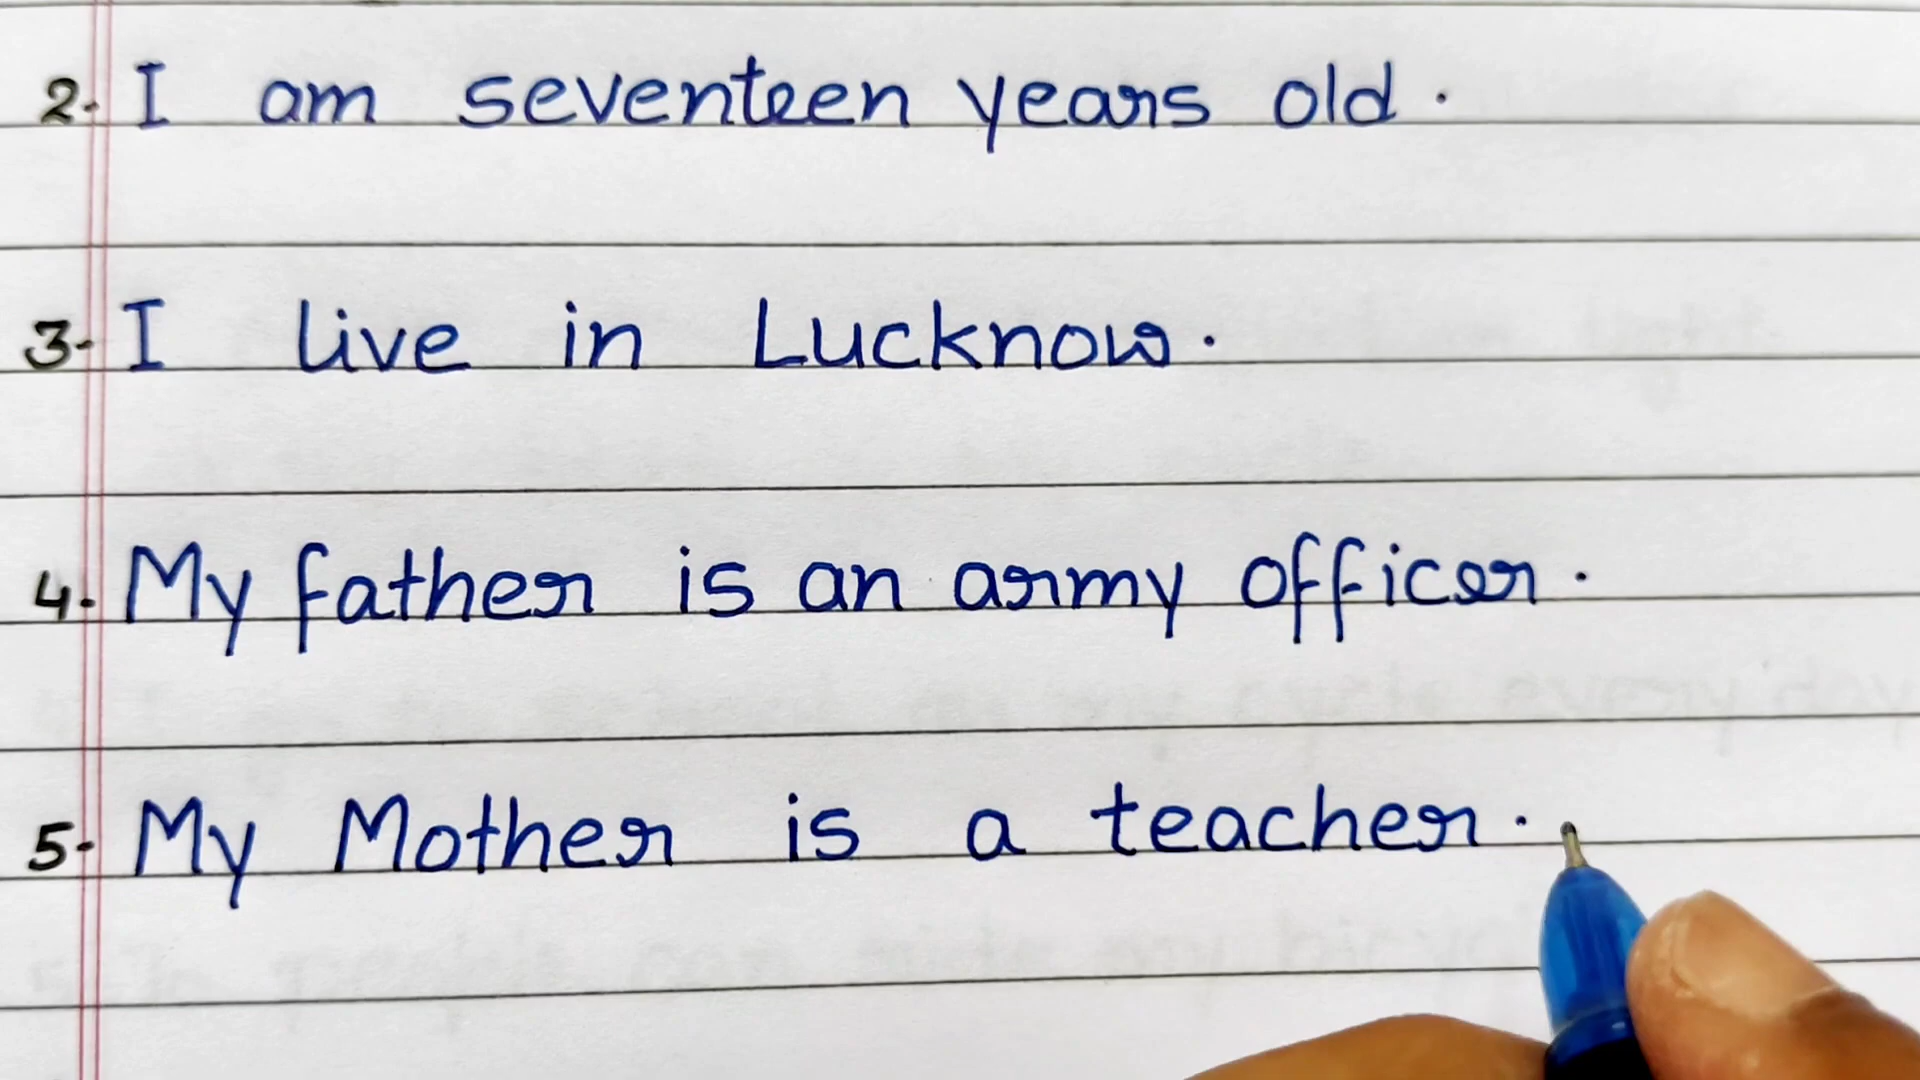 2. I am seventeen years old.
3. I live in Lucknow.
4. My father is an army officer.
5. My Mother is a teacher.